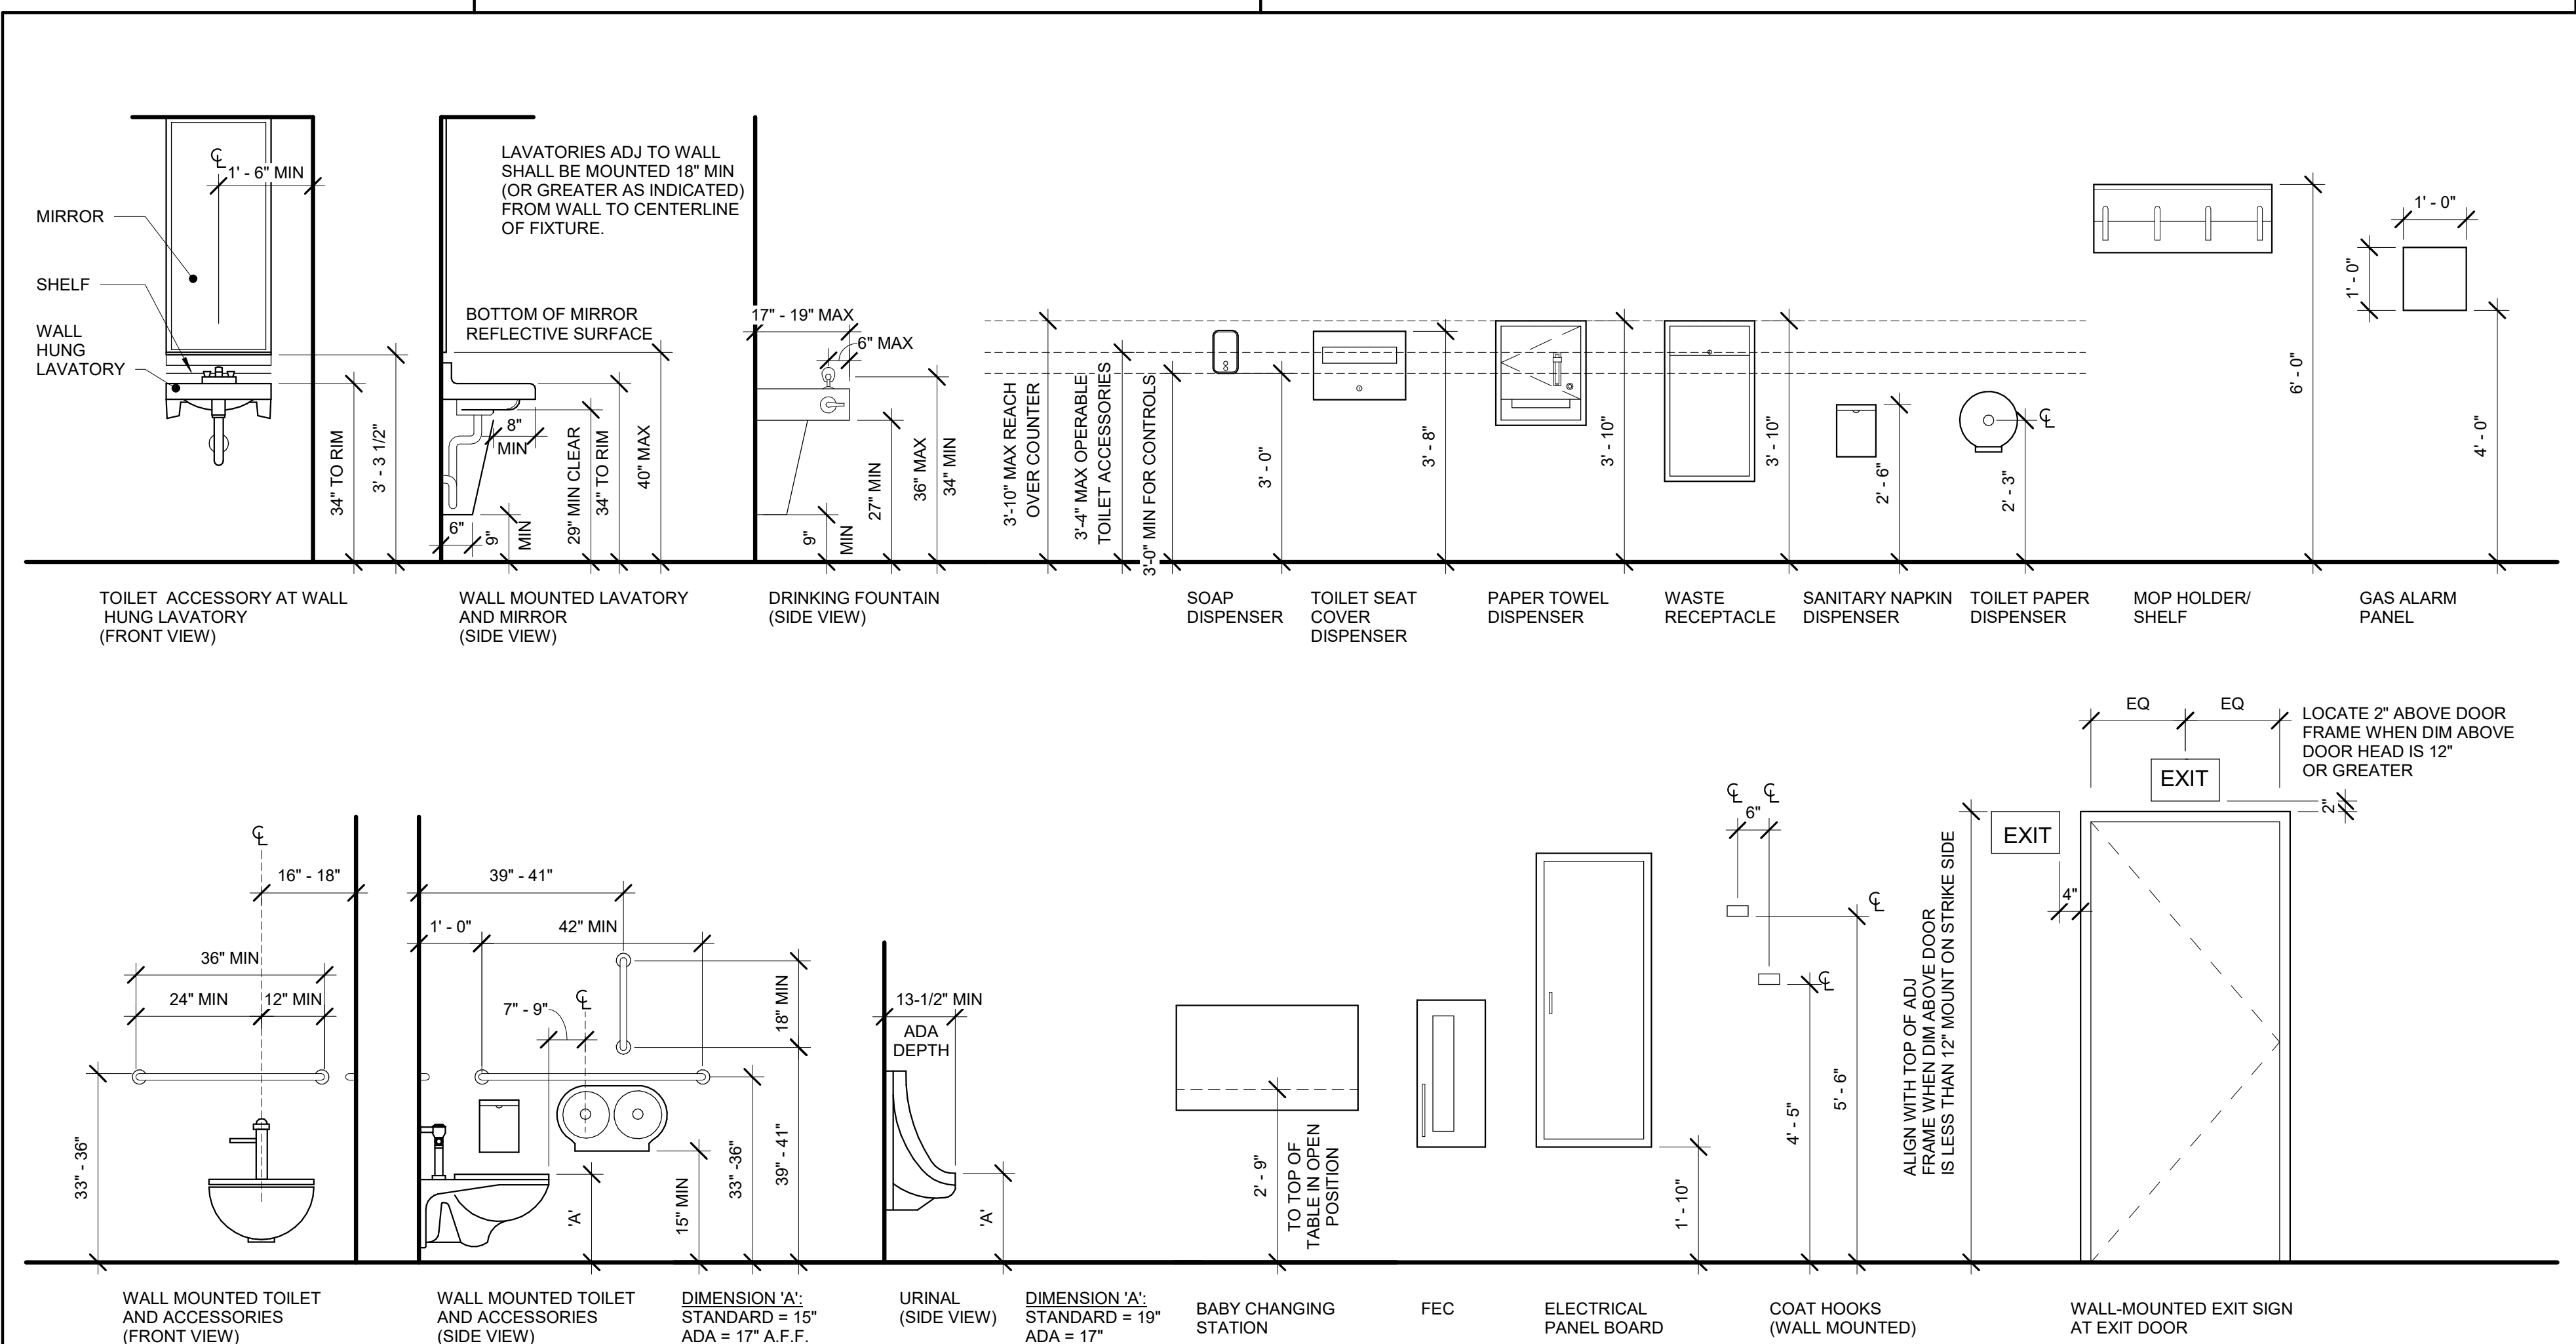 ℄
1' - 6" MIN
MIRROR
SHELF
WALL
HUNG
LAVATORY
34" TO RIM
3' - 3 1/2"
LAVATORIES ADJ TO WALL
SHALL BE MOUNTED 18" MIN
(OR GREATER AS INDICATED)
FROM WALL TO CENTERLINE
OF FIXTURE.
BOTTOM OF MIRROR
REFLECTIVE SURFACE
8"
MIN
6"
9"
MIN
29" MIN CLEAR
34" TO RIM
40" MAX
17" - 19" MAX
6" MAX
9"
MIN
27" MIN
36" MAX
34" MIN
3'-10" MAX REACH
OVER COUNTER
3'-4" MAX OPERABLE
TOILET ACCESSORIES
3'-0" MIN FOR CONTROLS
3' - 0"
3' - 8"
3' - 10"
3' - 10"
2' - 6"
℄
2' - 3"
6' - 0"
1' - 0"
1' - 0"
4' - 0"
TOILET ACCESSORY AT WALL
HUNG LAVATORY
(FRONT VIEW)
WALL MOUNTED LAVATORY
AND MIRROR
(SIDE VIEW)
DRINKING FOUNTAIN
(SIDE VIEW)
SOAP
DISPENSER
TOILET SEAT
COVER
DISPENSER
PAPER TOWEL
DISPENSER
WASTE
RECEPTACLE
SANITARY NAPKIN
DISPENSER
TOILET PAPER
DISPENSER
MOP HOLDER/
SHELF
GAS ALARM
PANEL
℄
16" - 18"
36" MIN
24" MIN
12" MIN
33" - 36"
39" - 41"
1' - 0"
42" MIN
℄
7" - 9"
18" MIN
'A'
15" MIN
33" -36"
39" - 41"
13-1/2" MIN
ADA
DEPTH
'A'
2' - 9"
TO TOP OF
TABLE IN OPEN
POSITION
1' - 10"
℄ ℄
6"
℄
℄
4' - 5"
5' - 6"
ALIGN WITH TOP OF ADJ
FRAME WHEN DIM ABOVE DOOR
IS LESS THAN 12" MOUNT ON STRIKE SIDE
EXIT
4"
EQ
EQ
EXIT
LOCATE 2" ABOVE DOOR
FRAME WHEN DIM ABOVE
DOOR HEAD IS 12"
OR GREATER
2"
WALL MOUNTED TOILET
AND ACCESSORIES
(FRONT VIEW)
WALL MOUNTED TOILET
AND ACCESSORIES
(SIDE VIEW)
DIMENSION 'A':
STANDARD = 15"
ADA = 17" A.F.F.
URINAL
(SIDE VIEW)
DIMENSION 'A':
STANDARD = 19"
ADA = 17"
BABY CHANGING
STATION
FEC
ELECTRICAL
PANEL BOARD
COAT HOOKS
(WALL MOUNTED)
WALL-MOUNTED EXIT SIGN
AT EXIT DOOR